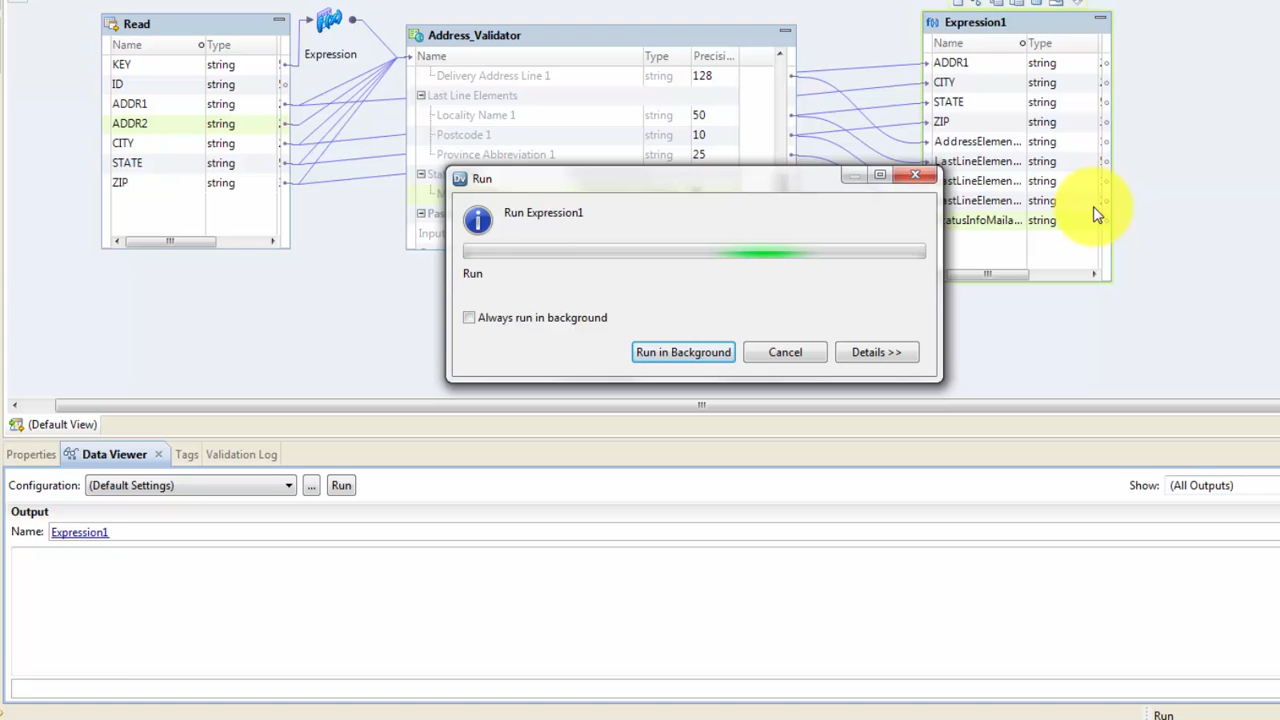 Read
Name Type
KEY string
ID string
ADDR1 string
ADDR2 string
CITY string
STATE string
ZIP string
Expression
Address_Validator
Name Type Precisi...
Delivery Address Line 1 string 128
Last Line Elements
Locality Name 1 string 50
Postcode 1 string 10
Province Abbreviation 1 string 25
Expression1
Name Type
ADDR1 string
CITY string
STATE string
ZIP string
AddressElemen... string
LastLineElemen... string
LastLineElemen... string
LastLineElemen... string
tatusInfoMaila... string
Run
Run Expression1
Run
Always run in background
Run in Background Cancel Details >>
(Default View)
Properties Data Viewer Tags Validation Log
Configuration: (Default Settings) ... Run Show: (All Outputs)
Output
Name: Expression1
Run